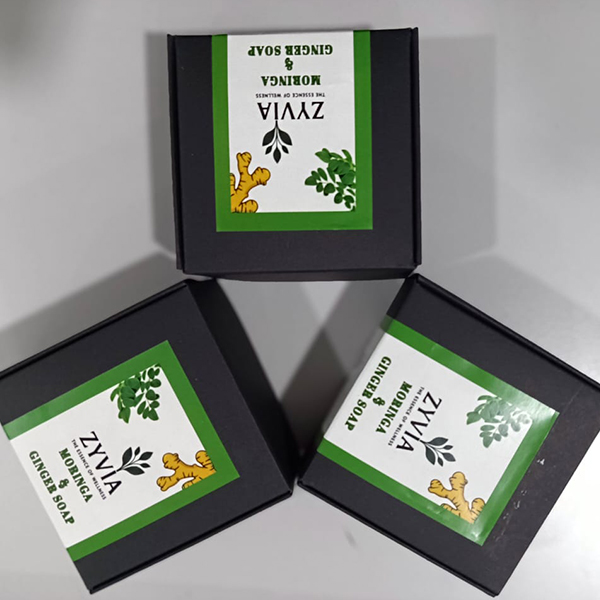 ZYVIA
THE ESSENCE OF WELLNESS
MORINGA
&
GINGER SOAP
ZYVIA
THE ESSENCE OF WELLNESS
MORINGA
&
GINGER SOAP
ZYVIA
THE ESSENCE OF WELLNESS
MORINGA
&
GINGER SOAP